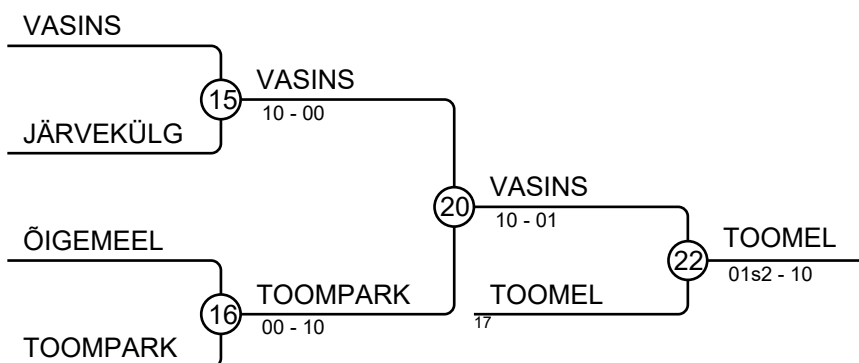 VASINS
15
VASINS
10 - 00
JÄRVEKÜLG
20
VASINS
10 - 01
ÕIGEMEEL
22
TOOMEL
01s2 - 10
16
TOOMPARK
00 - 10
17
TOOMEL
TOOMPARK